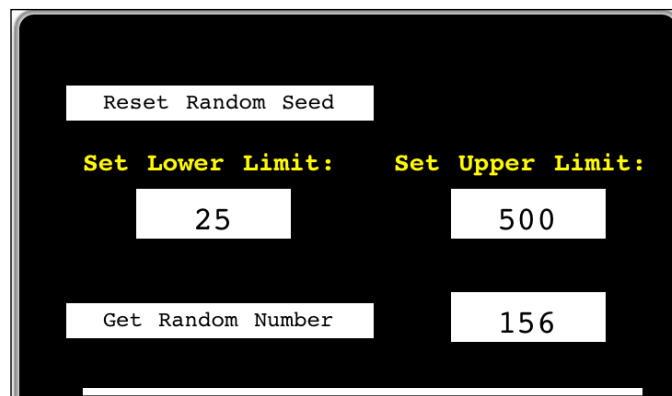 Reset Random Seed
Set Lower Limit: Set Upper Limit:
25 500
Get Random Number 156